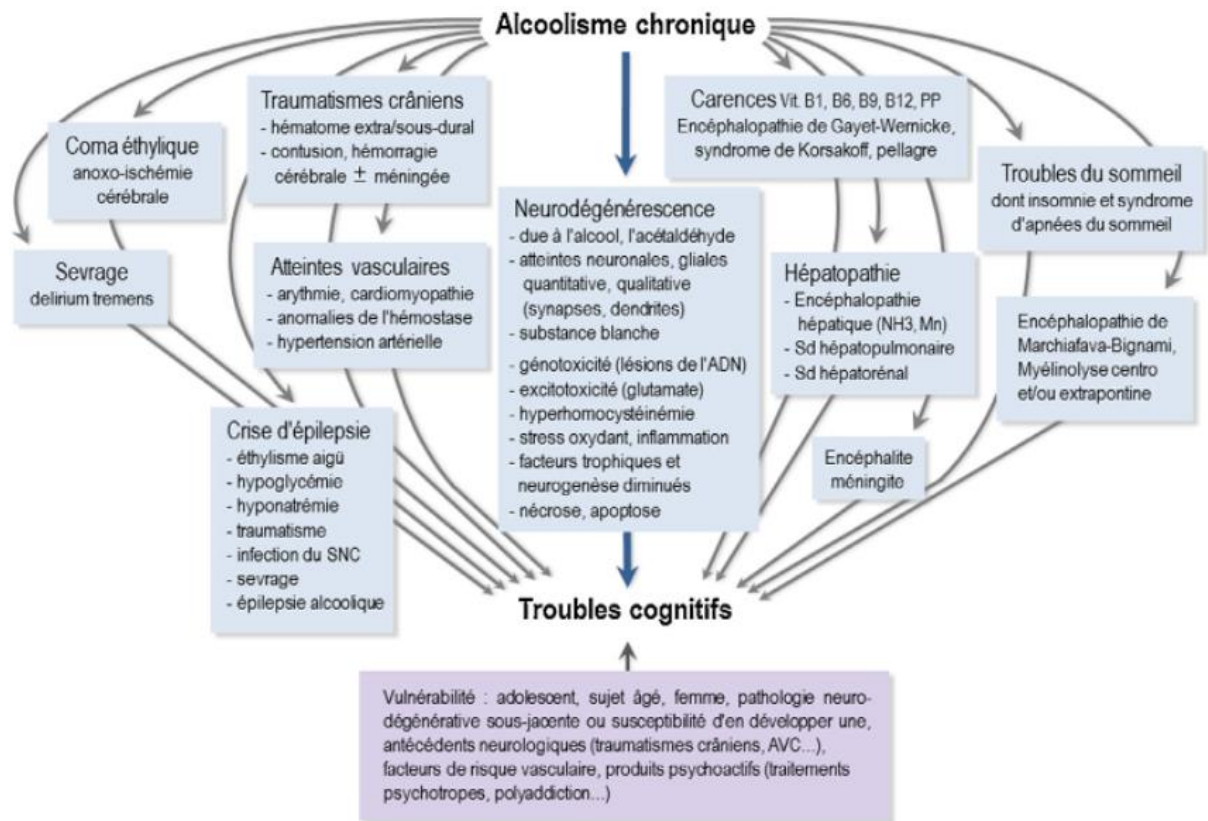 Alcoolisme chronique
Traumatismes crâniens
- hématome extra/sous-dural
- contusion, hémorragie
cérébrale ± méningée
Carences Vit. B1, B6, B9, B12, PP
Encéphalopathie de Gayet-Wernicke,
syndrome de Korsakoff, pellagre
Coma éthylique
anoxo-ischémie
cérébrale
Troubles du sommeil
dont insomnie et syndrome
d'apnées du sommeil
Neurodégénérescence
- due à l'alcool, l'acétaldéhyde
- atteintes neuronales, gliales
quantitative, qualitative
(synapses, dendrites)
- substance blanche
- génotoxicité (lésions de l'ADN)
- excitotoxicité (glutamate)
- hyperhomocystéinémie
- stress oxydant, inflammation
- facteurs trophiques et
neurogenèse diminués
- nécrose, apoptose
Sevrage
delirium tremens
Atteintes vasculaires
- arythmie, cardiomyopathie
- anomalies de l'hémostase
- hypertension artérielle
Hépatopathie
- Encéphalopathie
hépatique (NH3, Mn)
- Sd hépatopulmonaire
- Sd hépatorénal
Encéphalopathie de
Marchiafava-Bignami,
Myélinolyse centro
et/ou extrapontine
Crise d'épilepsie
- éthylisme aigü
- hypoglycémie
- hyponatrémie
- traumatisme
- infection du SNC
- sevrage
- épilepsie alcoolique
Encéphalite
méningite
Troubles cognitifs
Vulnérabilité : adolescent, sujet âgé, femme, pathologie neuro-
dégénérative sous-jacente ou susceptibilité d'en développer une,
antécédents neurologiques (traumatismes crâniens, AVC...),
facteurs de risque vasculaire, produits psychoactifs (traitements
psychotropes, polyaddiction...)